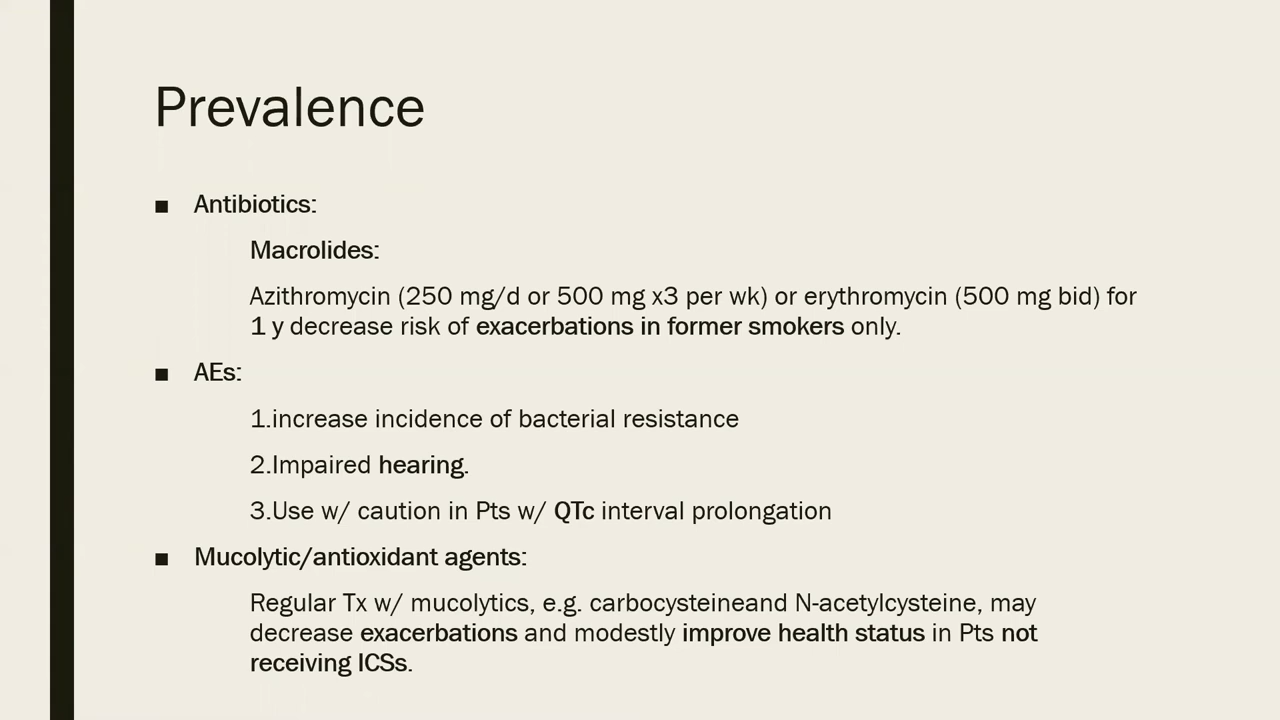 Prevalence
■ Antibiotics:
Macrolides:
Azithromycin (250 mg/d or 500 mg x3 per wk) or erythromycin (500 mg bid) for
1 y decrease risk of exacerbations in former smokers only.
■ AEs:
1.increase incidence of bacterial resistance
2.Impaired hearing.
3.Use w/ caution in Pts w/ QTc interval prolongation
■ Mucolytic/antioxidant agents:
Regular Tx w/ mucolytics, e.g. carbocysteineand N-acetylcysteine, may
decrease exacerbations and modestly improve health status in Pts not
receiving ICSs.